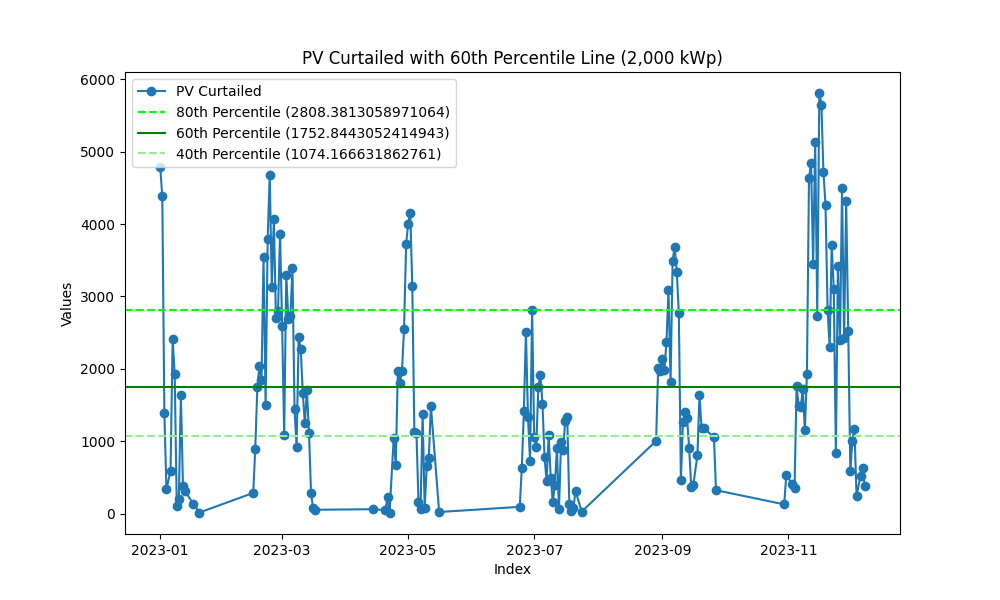 PV Curtailed with 60th Percentile Line (2,000 kWp)
PV Curtailed
80th Percentile (2808.3813058971064)
60th Percentile (1752.8443052414943)
40th Percentile (1074.166631862761)
6000
5000
4000
3000
2000
1000
0
Values
2023-01 2023-03 2023-05 2023-07 2023-09 2023-11
Index